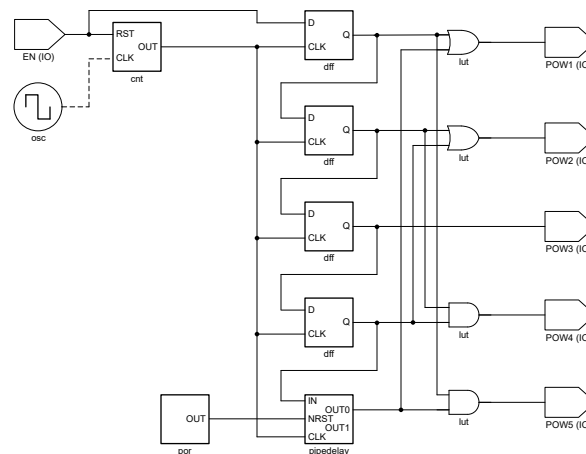 EN (IO)
RST
CLK
OUT
cnt
osc
D
Q
CLK
dff
lut
POW1 (IO
D
Q
CLK
dff
lut
POW2 (IO
D
Q
CLK
dff
POW3 (IO
D
Q
CLK
dff
lut
POW4 (IO
OUT
por
IN
OUT0
NRST
OUT1
CLK
pipedelay
lut
POW5 (IO